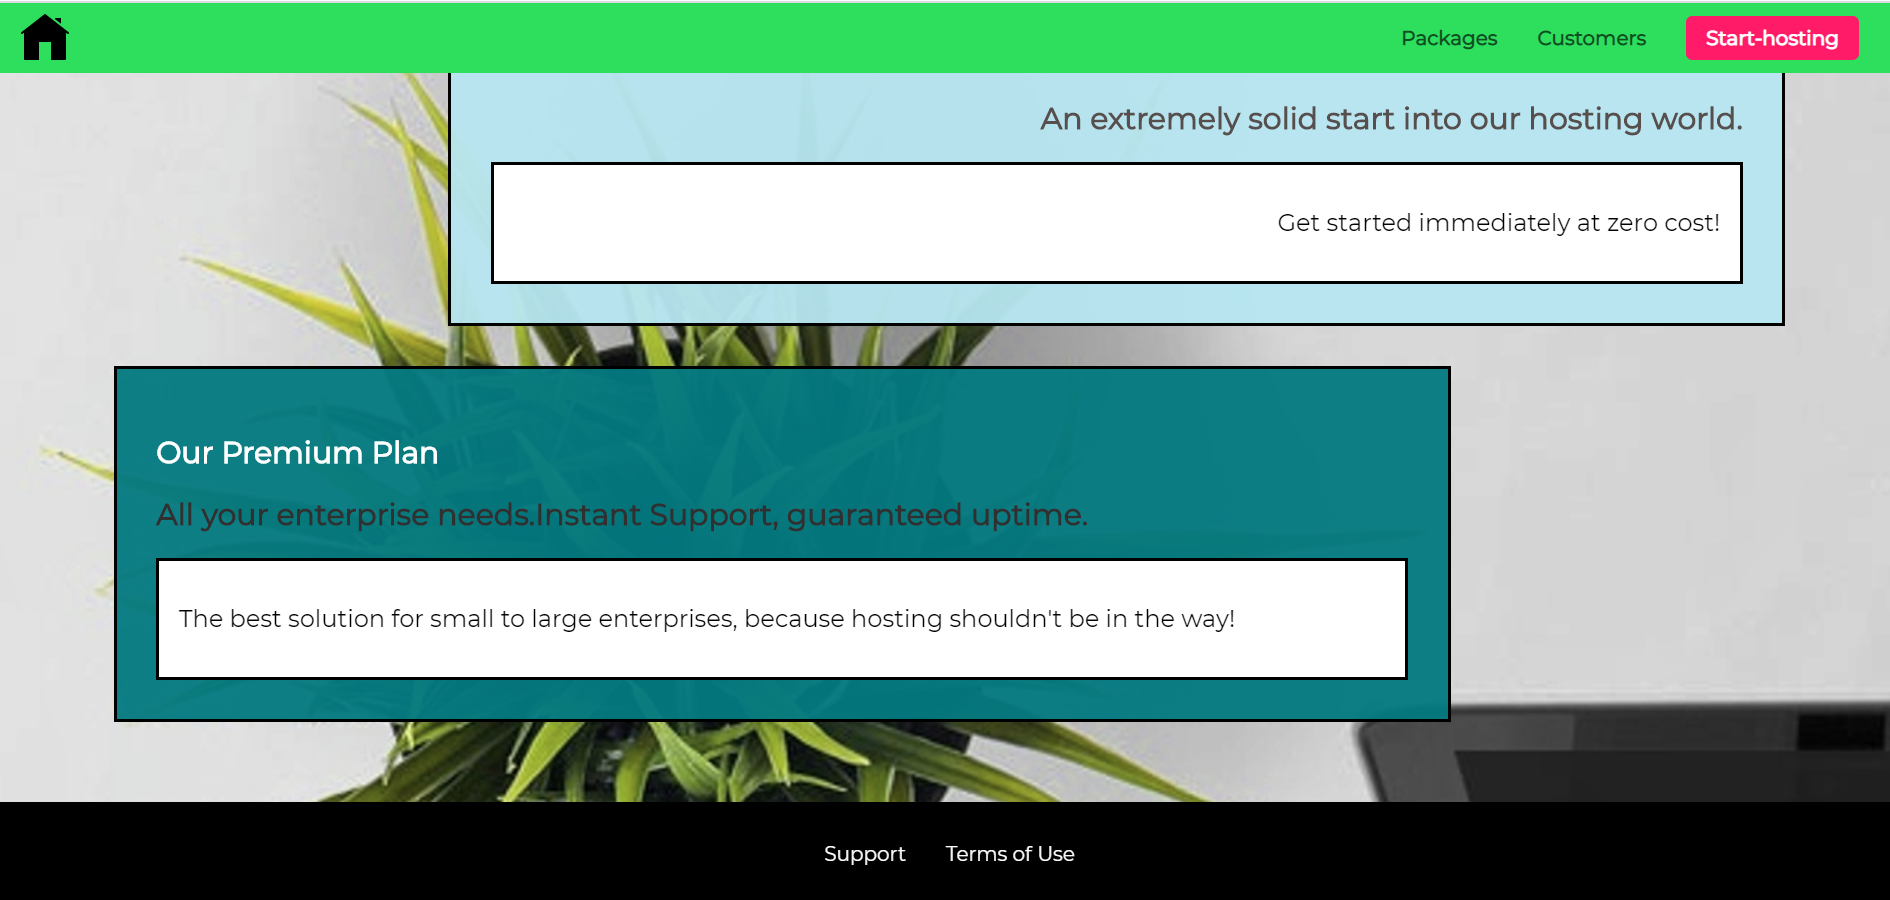 Packages Customers Start-hosting
An extremely solid start into our hosting world.
Get started immediately at zero cost!
Our Premium Plan
All your enterprise needs.Instant Support, guaranteed uptime.
The best solution for small to large enterprises, because hosting shouldn't be in the way!
Support Terms of Use